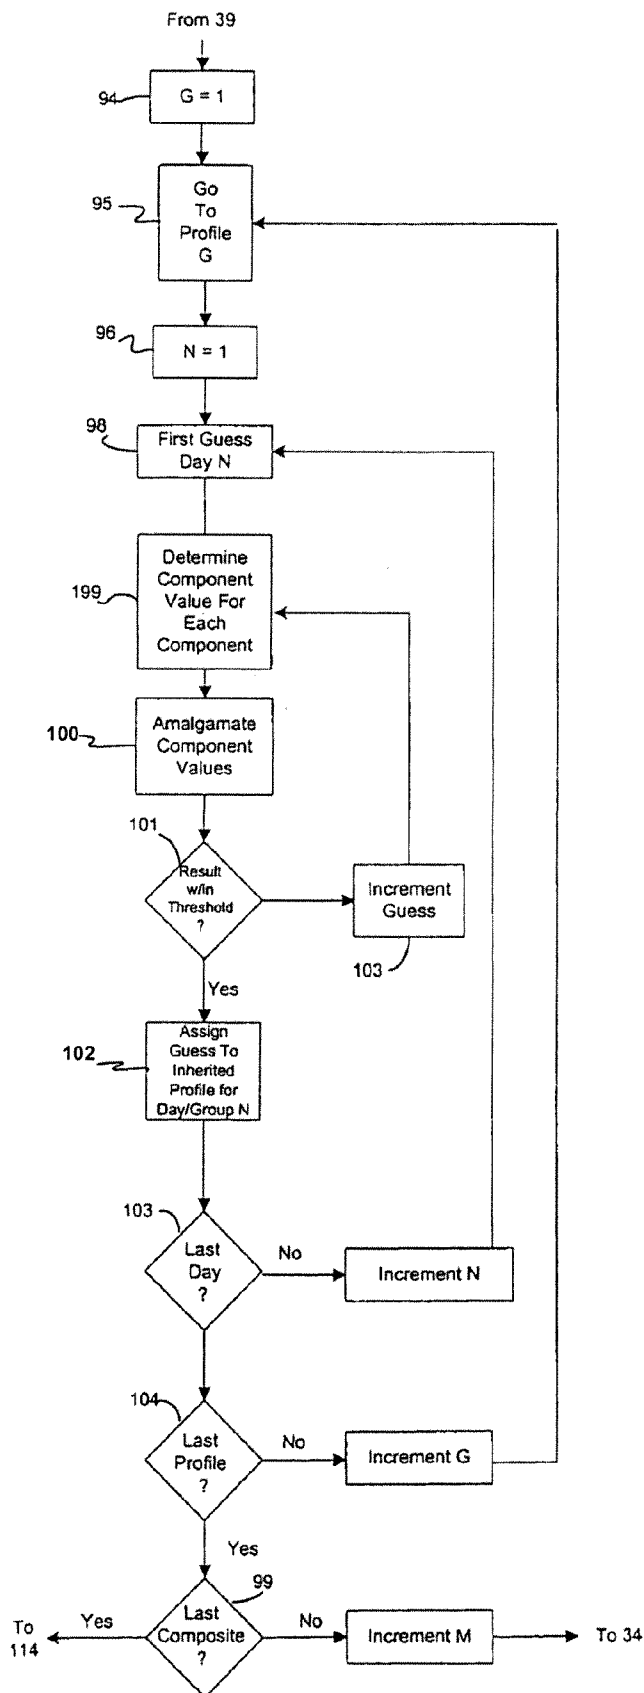 From 39
94
G = 1
95
Go
To
Profile
G
96
N = 1
98
First Guess
Day N
199
Determine
Component
Value For
Each
Component
100
Amalgamate
Component
Values
101
Result
w/in
Threshold
?
Increment
Guess
103
Yes
102
Assign
Guess To
Inherited
Profile for
Day/Group N
103
Last
Day
?
No
Increment N
104
Last
Profile
?
No
Increment G
Yes
99
Last
Composite
?
Yes
To
114
No
Increment M
To 34